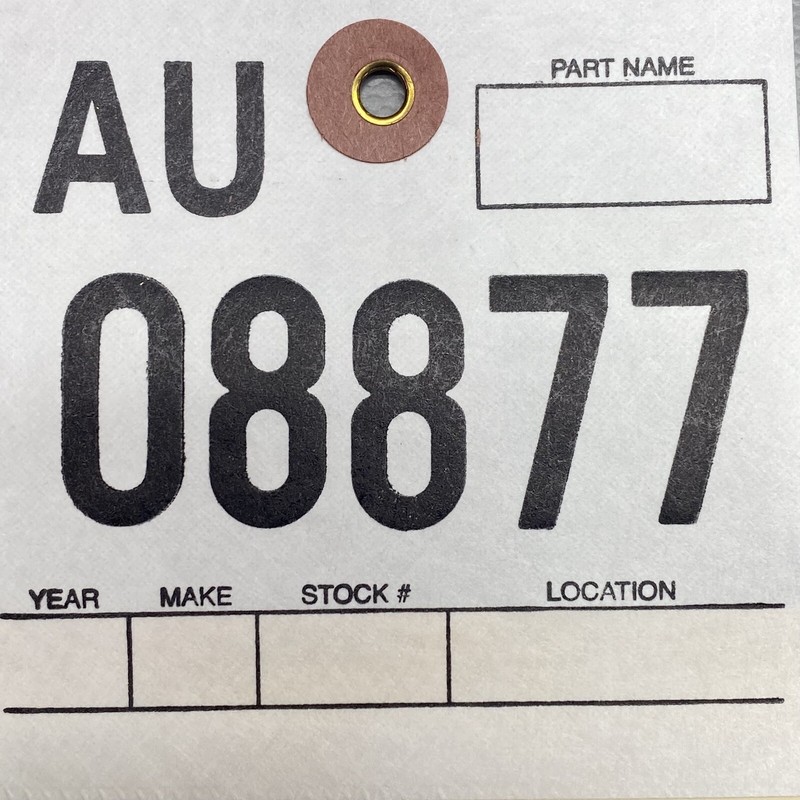 AU
PART NAME
08877
YEAR MAKE STOCK # LOCATION